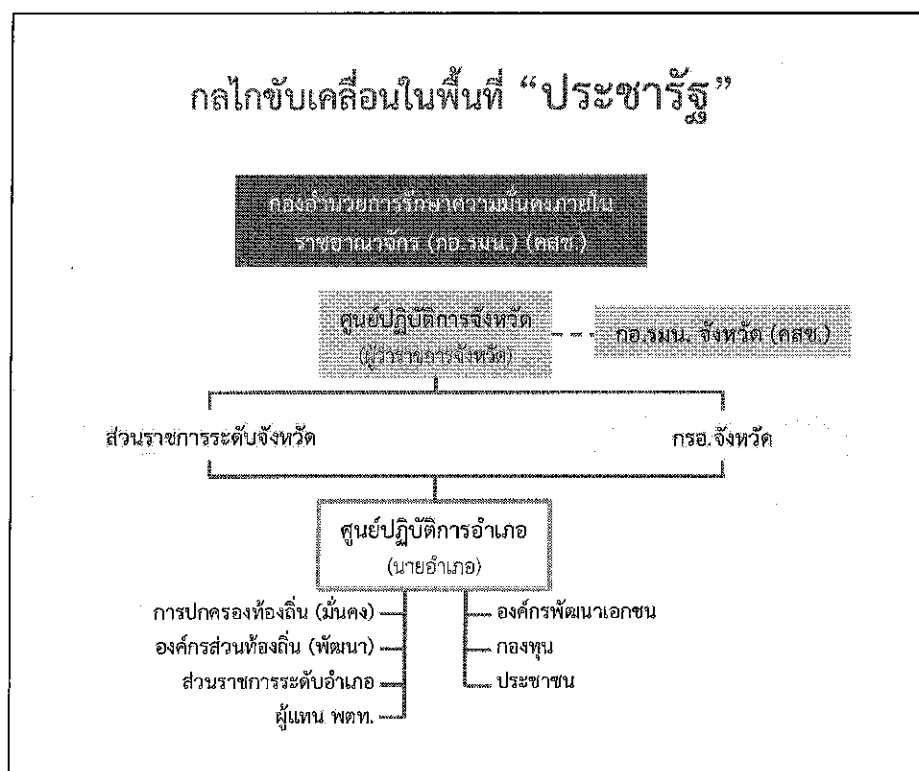 กลไกขับเคลื่อนในพื้นที่ “ประชารัฐ”
กองอำนวยการรักษาความมั่นคงภายใน
ราชอาณาจักร (กอ.รมน.) (คสช.)
ศูนย์ปฏิบัติการจังหวัด
(ผู้ว่าราชการจังหวัด)
กอ.รมน. จังหวัด (คสช.)
ส่วนราชการระดับจังหวัด
กรอ.จังหวัด
ศูนย์ปฏิบัติการอำเภอ
(นายอำเภอ)
การปกครองท้องถิ่น (มั่นคง)
องค์กรพัฒนาเอกชน
องค์กรส่วนท้องถิ่น (พัฒนา)
กองทุน
ส่วนราชการระดับอำเภอ
ประชาชน
ผู้แทน พตท.